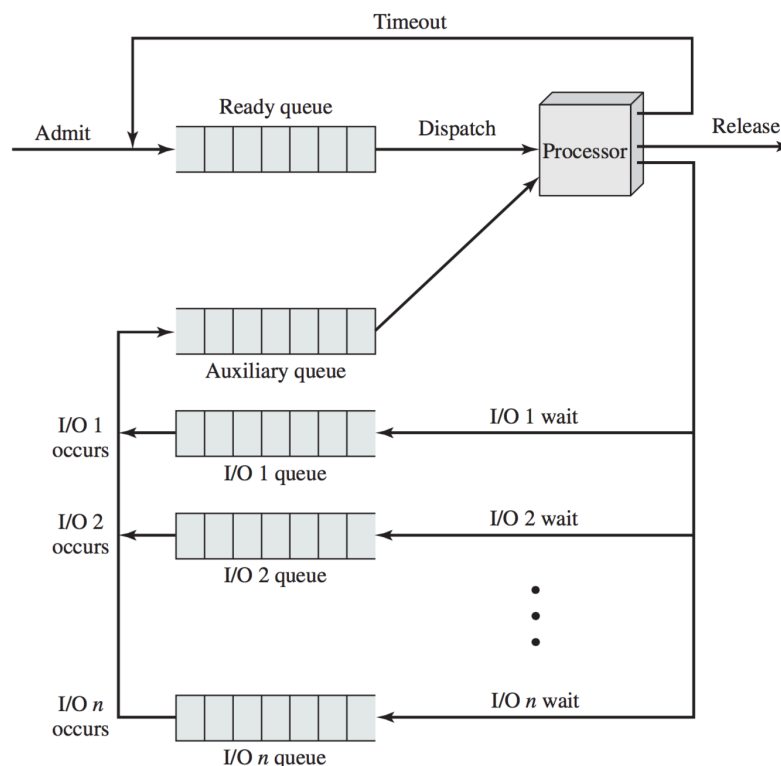 Timeout
Ready queue
Admit
Dispatch
Release
Processor
Auxiliary queue
I/O 1
occurs
I/O 1 wait
I/O 1 queue
I/O 2
occurs
I/O 2 wait
I/O 2 queue
I/O n
occurs
I/O n wait
I/O n queue